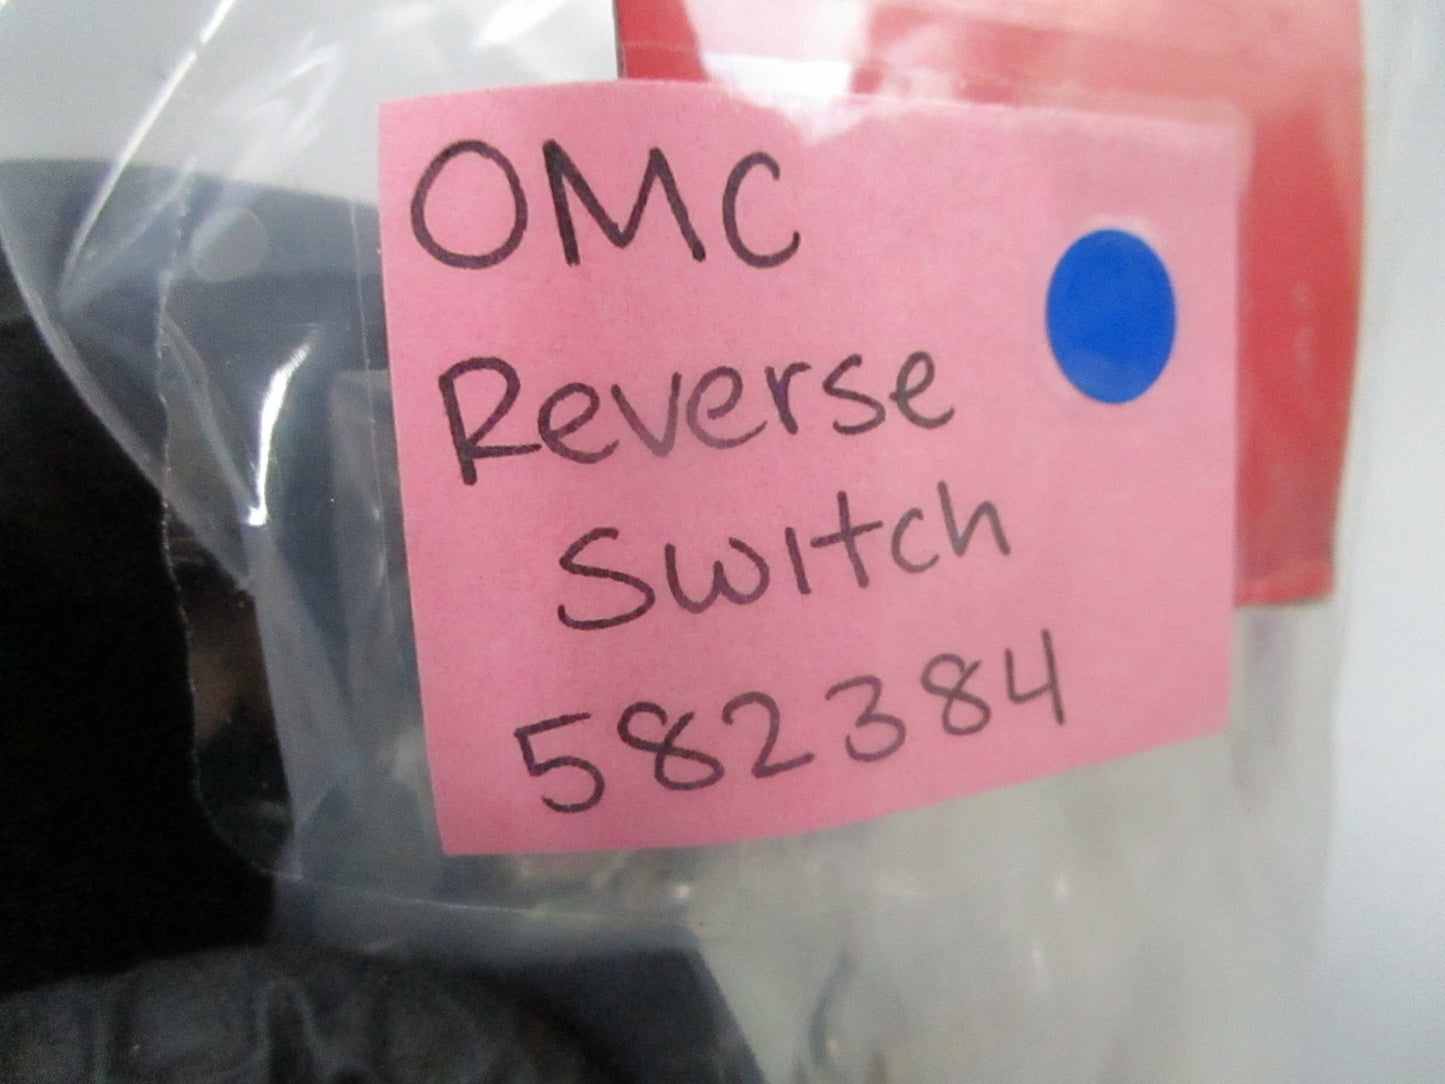 OMC
Reverse
Switch
582384